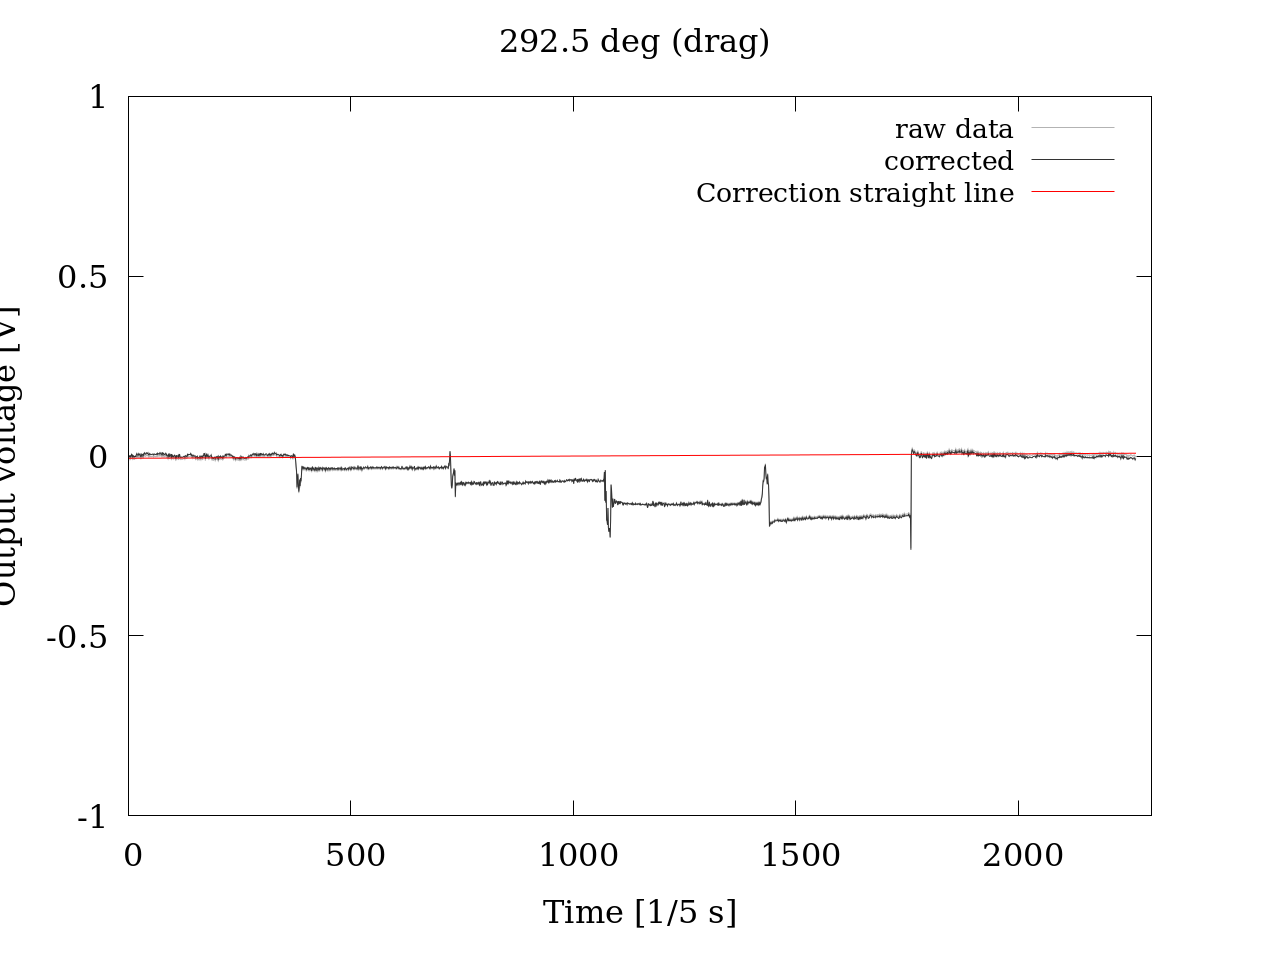 292.5 deg (drag)
1
0.5
0
-0.5
-1
Output voltage [V]
raw data
corrected
Correction straight line
0 500 1000 1500 2000
Time [1/5 s]